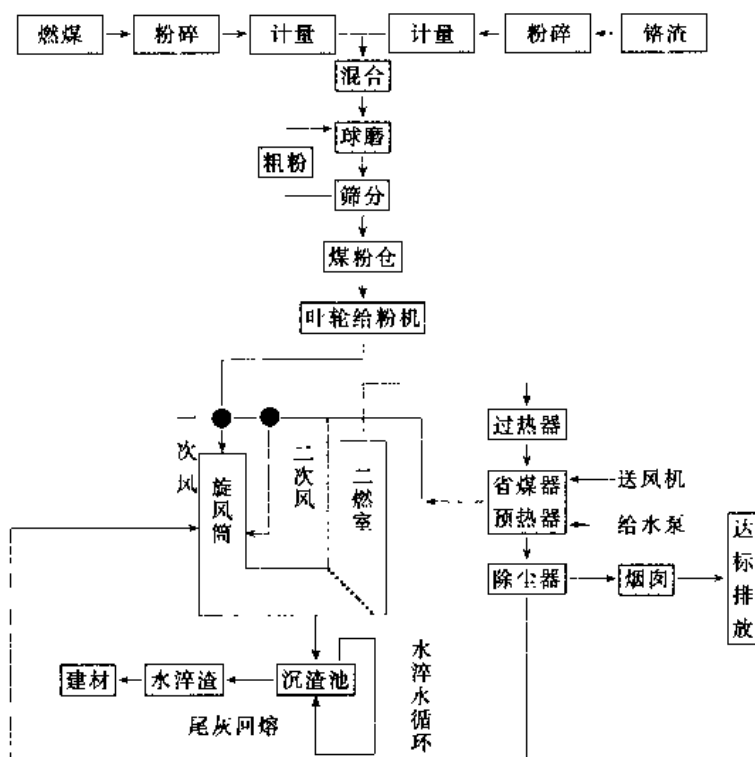 燃煤
粉碎
计量
计量
粉碎
铬渣
混合
球磨
粗粉
筛分
煤粉仓
叶轮给粉机
一次风
二次风
旋风筒
二燃室
过热器
省煤器
预热器
送风机
给水泵
除尘器
烟囱
达标排放
建材
水淬渣
沉渣池
水淬水循环
尾灰回熔